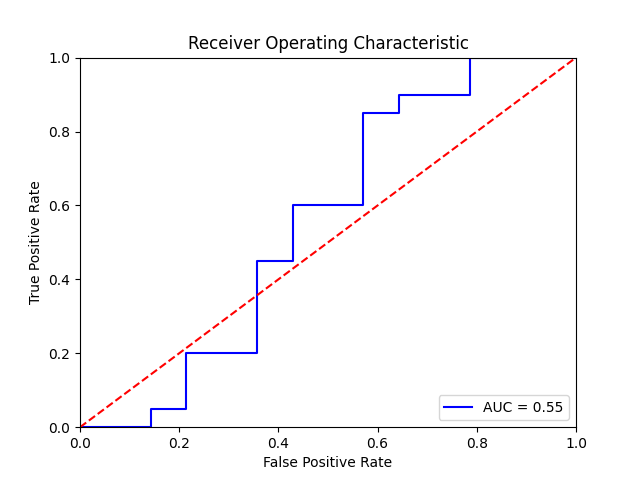 Receiver Operating Characteristic
True Positive Rate
1.0
0.8
0.6
0.4
0.2
0.0
AUC = 0.55
0.0 0.2 0.4 0.6 0.8 1.0
False Positive Rate